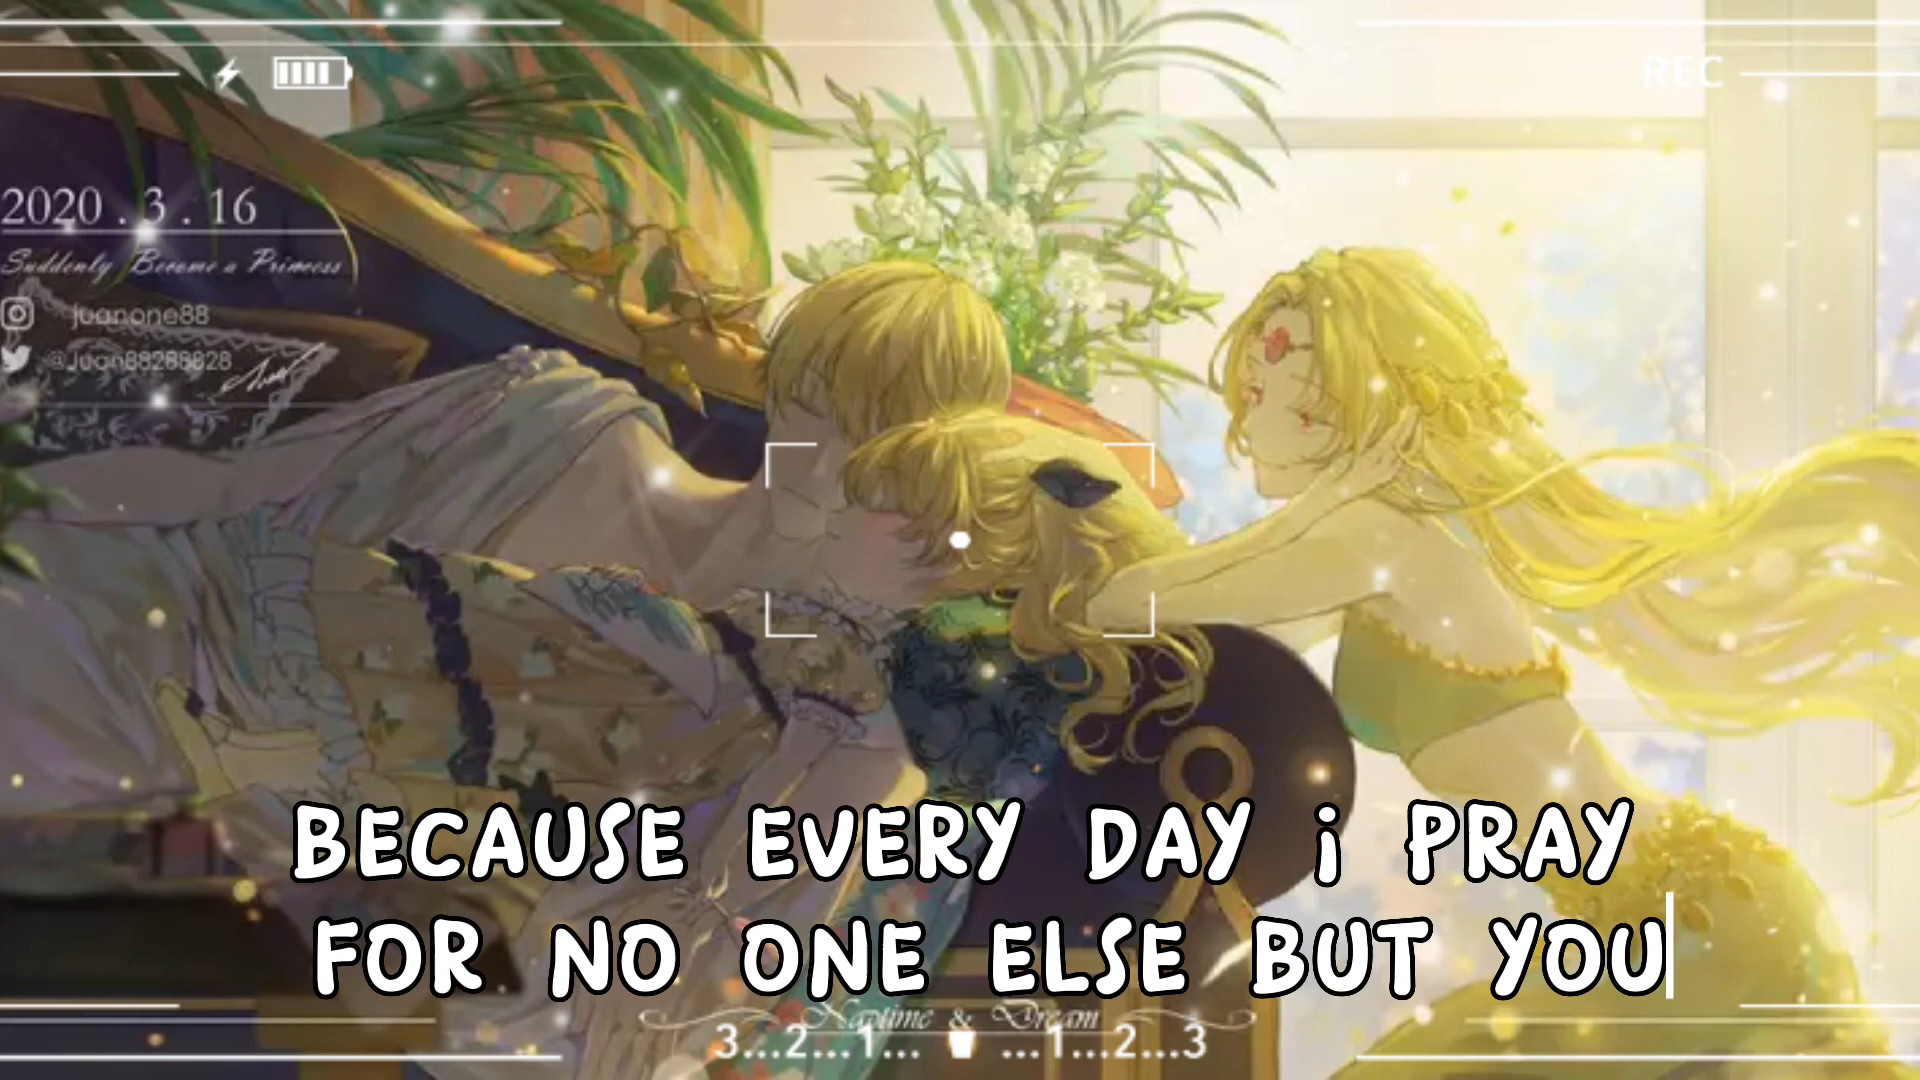 REC
2020.3.16
Suddenly Become a Princess
juanone88
@Juan88288828
BECAUSE EVERY DAY i PRAY
FOR NO ONE ELSE BUT YOU
Naptime & Dream
3...2...1... ...1...2...3